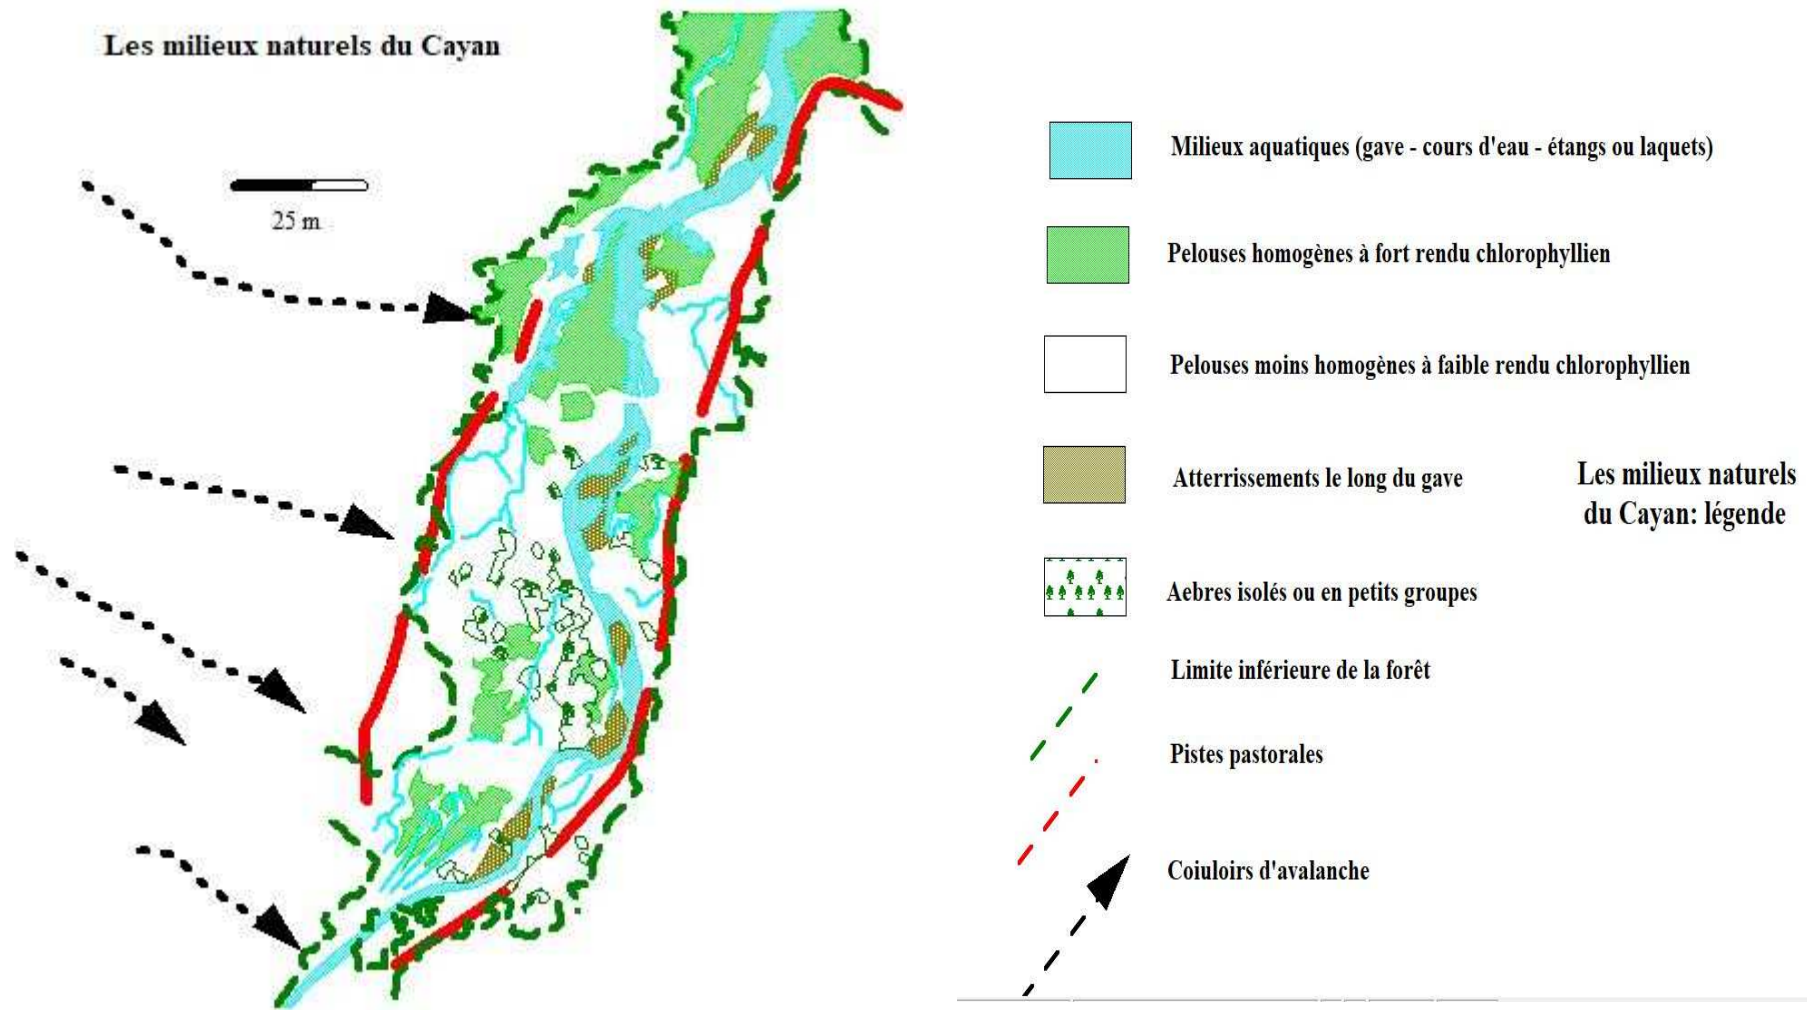 Les milieux naturels du Cayan
25 m
Milieux aquatiques (gave - cours d'eau - étangs ou laquets)
Pelouses homogènes à fort rendu chlorophyllien
Pelouses moins homogènes à faible rendu chlorophyllien
Atterrissements le long du gave
Les milieux naturels
du Cayan: légende
Aebres isolés ou en petits groupes
Limite inférieure de la forêt
Pistes pastorales
Coiuloirs d'avalanche